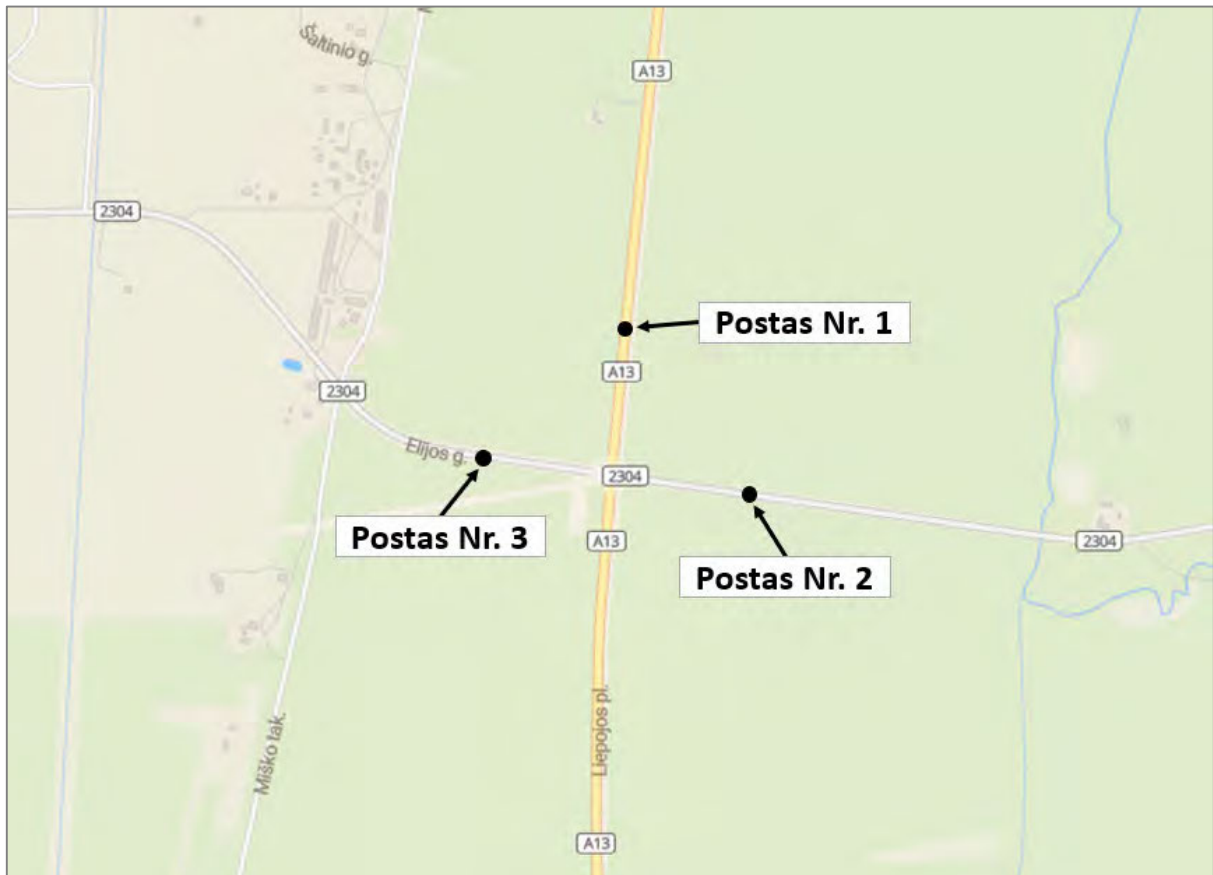 Šaltinio g.
A13
2304
Postas Nr. 1
A13
2304
Elijos g.
2304
Postas Nr. 3
A13
2304
Postas Nr. 2
Liepojos pl.
Miško tak.
A13